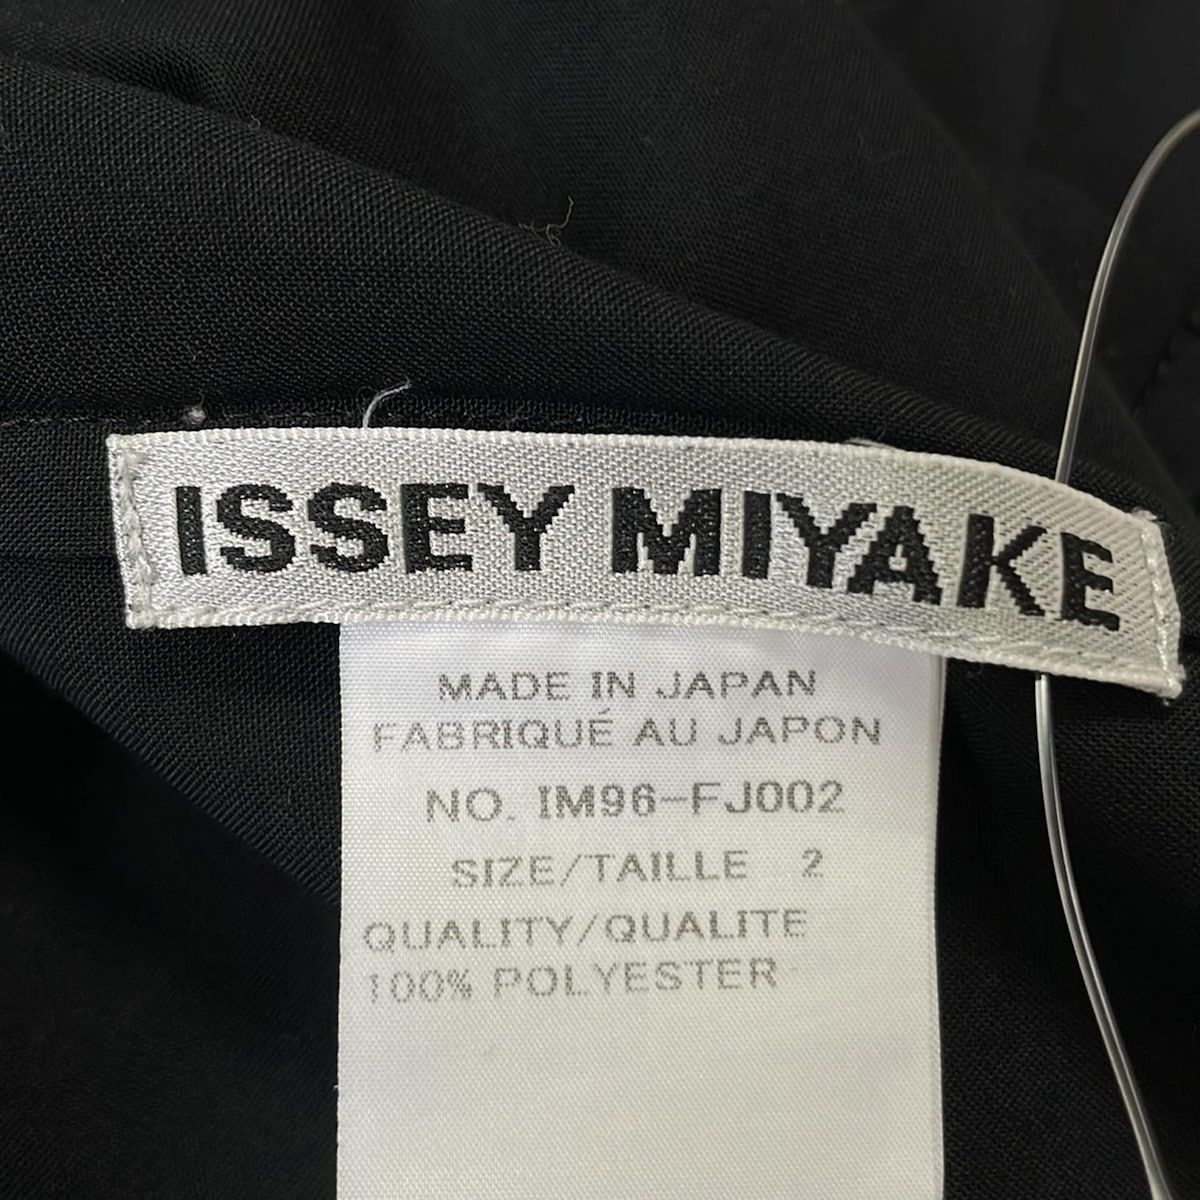 ISSEY MIYAKE
MADE IN JAPAN
FABRIQUÉ AU JAPON
NO. IM96-FJ002
SIZE/TAILLE 2
QUALITY/QUALITE
100% POLYESTER